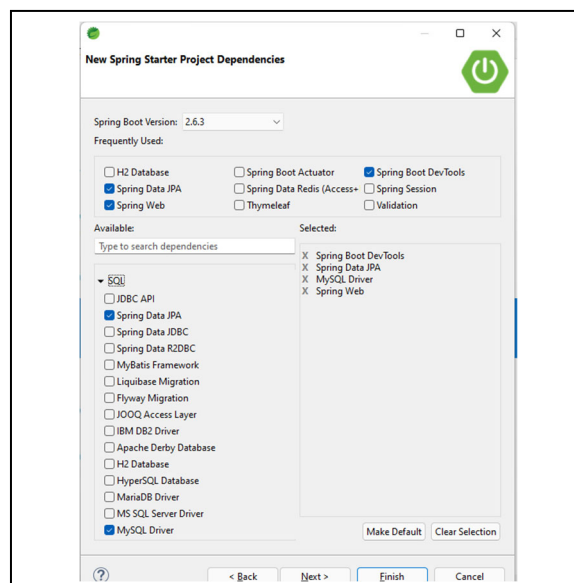 New Spring Starter Project Dependencies
Spring Boot Version: 2.6.3
Frequently Used:
H2 Database Spring Boot Actuator Spring Boot DevTools
Spring Data JPA Spring Data Redis (Access+ Spring Session
Spring Web Thymeleaf Validation
Available: Selected:
Type to search dependencies
X Spring Boot DevTools
X Spring Data JPA
X MySQL Driver
X Spring Web
SQL
JDBC API
Spring Data JPA
Spring Data JDBC
Spring Data R2DBC
MyBatis Framework
Liquibase Migration
Flyway Migration
JOOQ Access Layer
IBM DB2 Driver
Apache Derby Database
H2 Database
HyperSQL Database
MariaDB Driver
MS SQL Server Driver
MySQL Driver
Make Default Clear Selection
? < Back Next > Finish Cancel